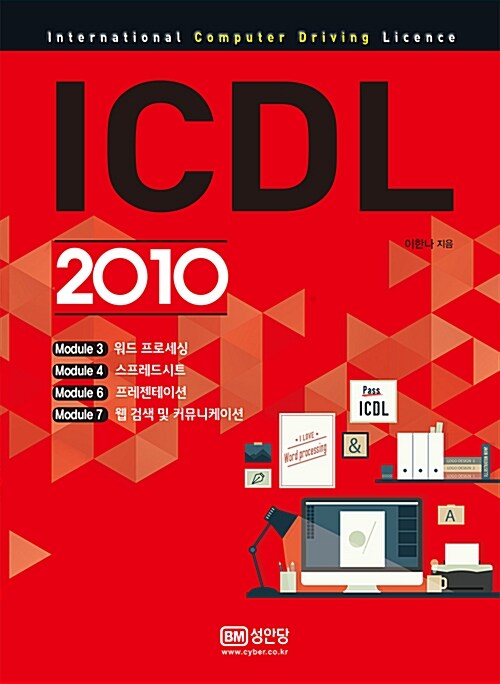 International Computer Driving Licence
ICDL
이한나 지음
2010
Module 3 워드 프로세싱
Module 4 스프레드시트
Module 6 프레젠테이션
Module 7 웹 검색 및 커뮤니케이션
Pass
ICDL
I LOVE
Word processing
&
A
BM 성안당
www.cyber.co.kr